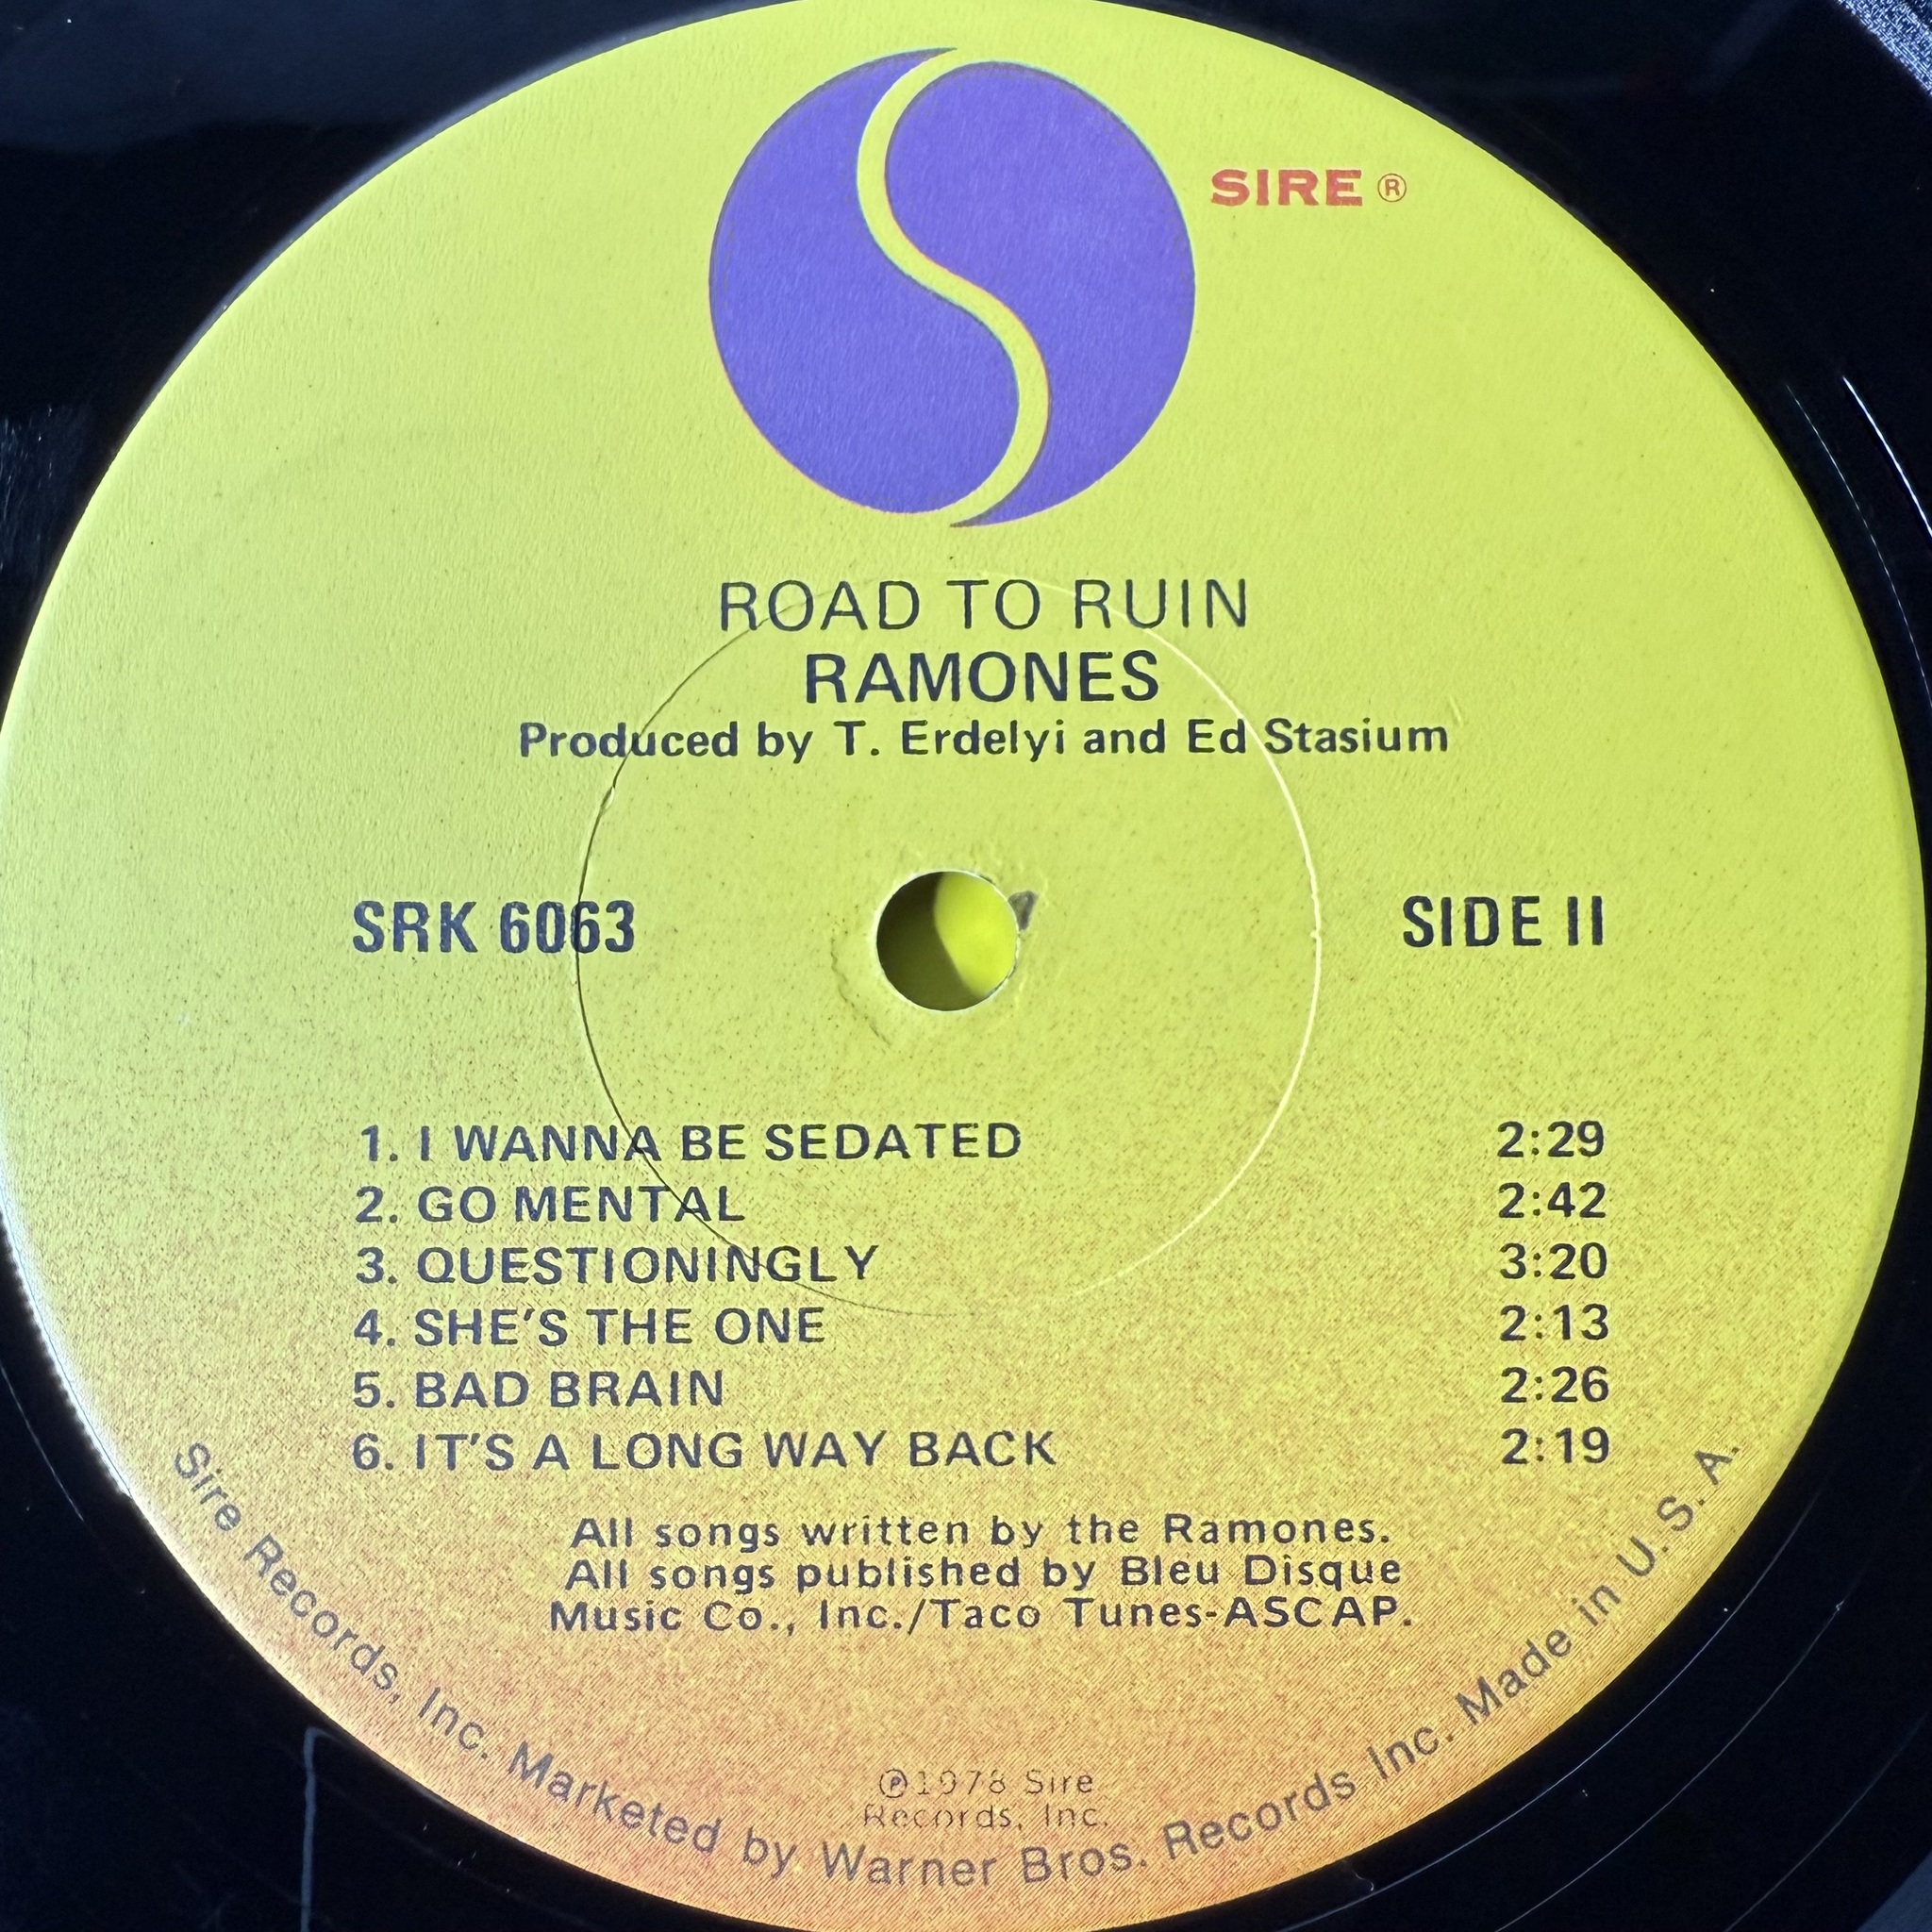 SIRE ®
ROAD TO RUIN
RAMONES
Produced by T. Erdelyi and Ed Stasium
SRK 6063
SIDE II
1. I WANNA BE SEDATED 2:29
2. GO MENTAL 2:42
3. QUESTIONINGLY 3:20
4. SHE'S THE ONE 2:13
5. BAD BRAIN 2:26
6. IT'S A LONG WAY BACK 2:19
All songs written by the Ramones.
All songs published by Bleu Disque
Music Co., Inc./Taco Tunes-ASCAP.
℗1978 Sire
Records, Inc.
Sire Records, Inc. Marketed by Warner Bros. Records Inc. Made in U.S.A.